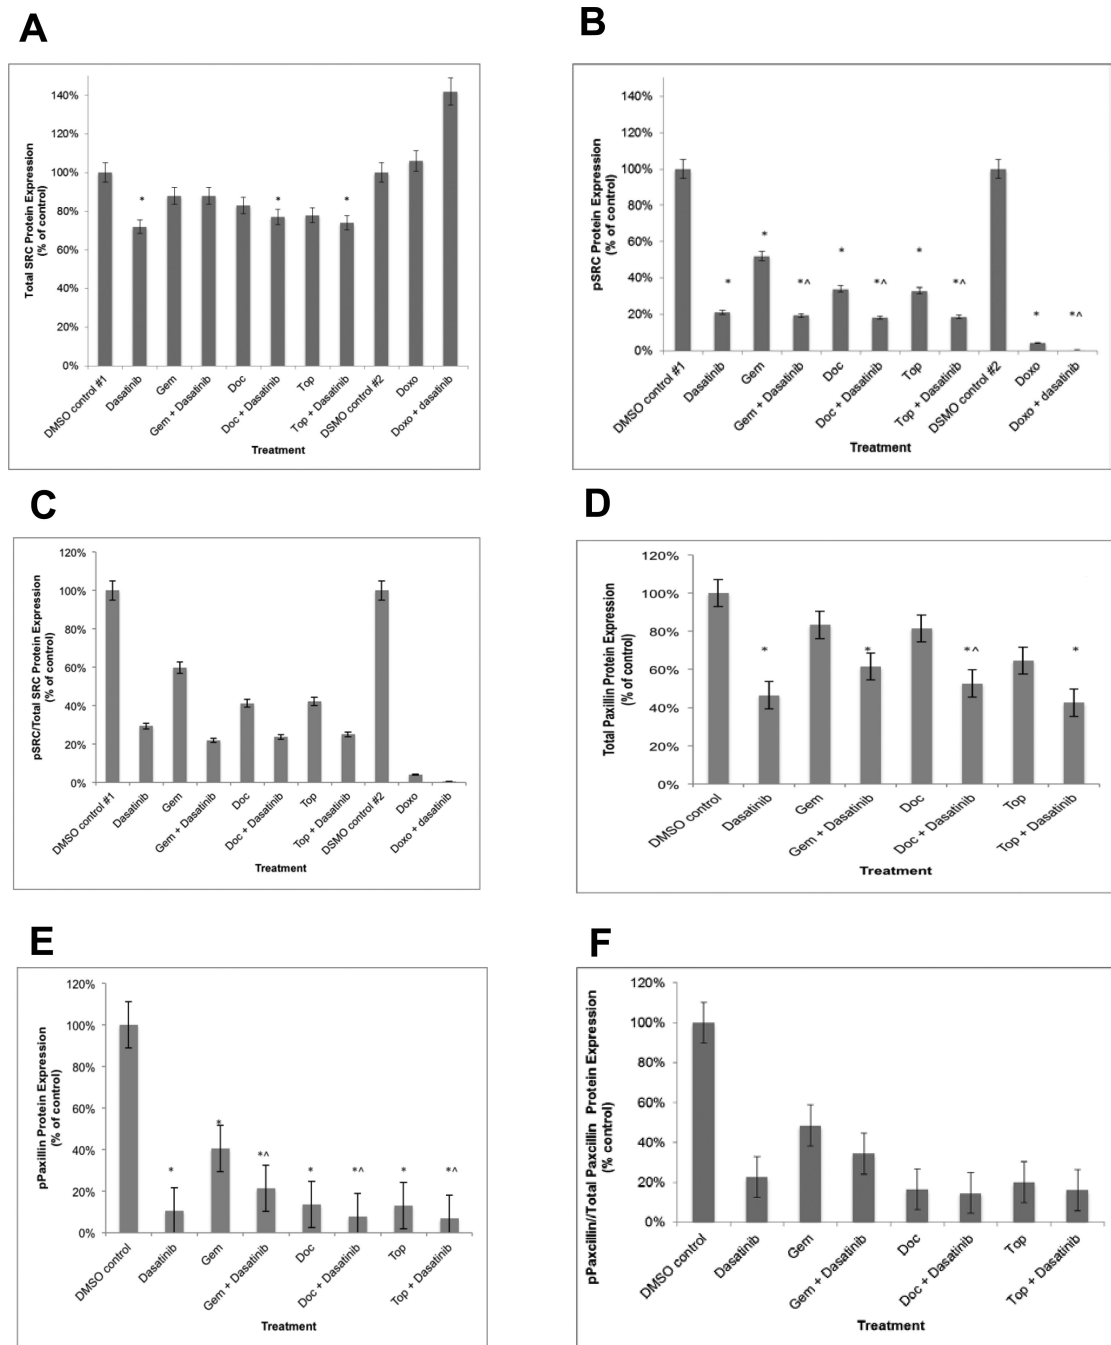 A
Total SRC Protein Expression
(% of control)
140%
120%
100%
80%
60%
40%
20%
0%
* * *
DMSO control #1
Dasatinib
Gem
Gem + Dasatinib
Doc
Doc + Dasatinib
Top
Top + Dasatinib
DSMO control #2
Doxo
Doxo + dasatinib
Treatment
B
pSRC Protein Expression
(% of control)
140%
120%
100%
80%
60%
40%
20%
0%
* * *^ * *^ * *^ * *^
DMSO control #1
Dasatinib
Gem
Gem + Dasatinib
Doc
Doc + Dasatinib
Top
Top + Dasatinib
DSMO control #2
Doxo
Doxo + dasatinib
Treatment
C
pSRC/Total SRC Protein Expression
(% of control)
120%
100%
80%
60%
40%
20%
0%
DMSO control #1
Dasatinib
Gem
Gem + Dasatinib
Doc
Doc + Dasatinib
Top
Top + Dasatinib
DSMO control #2
Doxo
Doxo + dasatinib
Treatment
D
Total Paxillin Protein Expression
(% of control)
120%
100%
80%
60%
40%
20%
0%
* * *^ *
DMSO control
Dasatinib
Gem
Gem + Dasatinib
Doc
Doc + Dasatinib
Top
Top + Dasatinib
Treatment
E
pPaxillin Protein Expression
(% of control)
120%
100%
80%
60%
40%
20%
0%
* * *^ * *^ * *^
DMSO control
Dasatinib
Gem
Gem + Dasatinib
Doc
Doc + Dasatinib
Top
Top + Dasatinib
Treatment
F
pPaxcillin//Total Paxcillin Protein Expression
(% control)
120%
100%
80%
60%
40%
20%
0%
DMSO control
Dasatinib
Gem
Gem + Dasatinib
Doc
Doc + Dasatinib
Top
Top + Dasatinib
Treatment